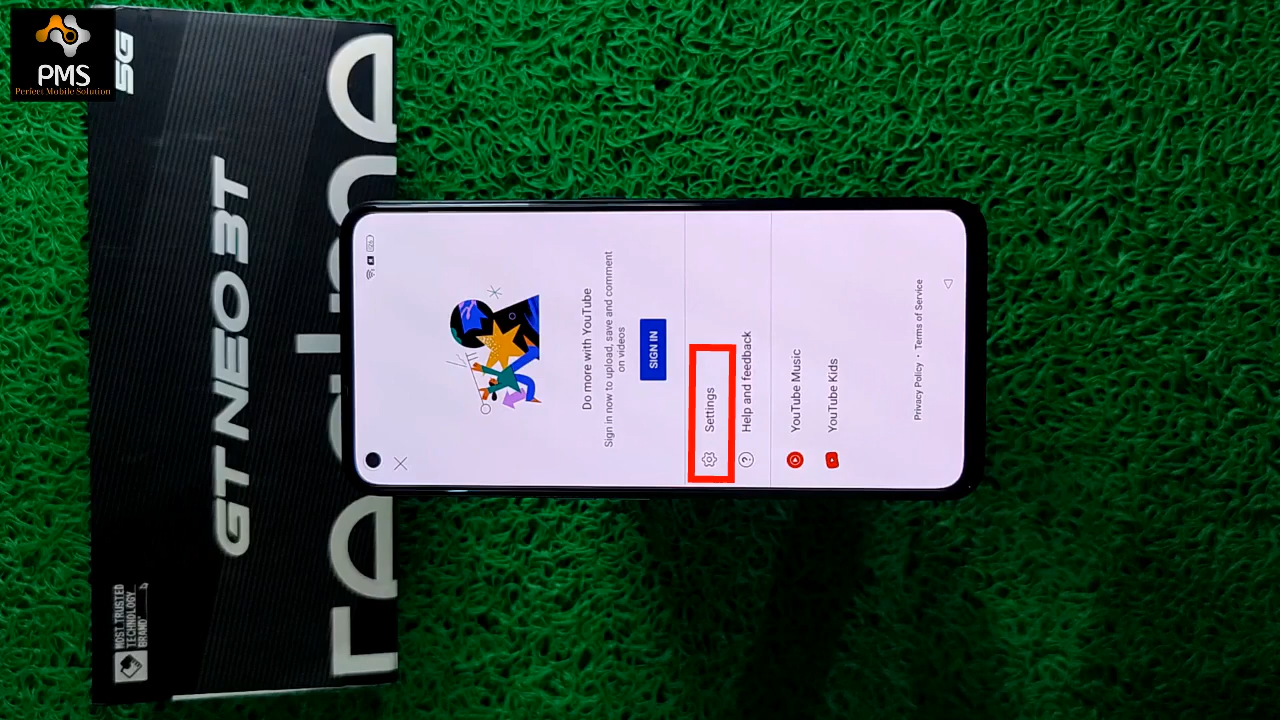 PMS
Perfect Mobile Solution
5G
GT NEO 3T
realme
MOST TRUSTED
TECHNOLOGY
BRAND
Do more with YouTube
Sign in now to upload, save and comment
on videos
SIGN IN
Settings
Help and feedback
YouTube Music
YouTube Kids
Privacy Policy • Terms of Service